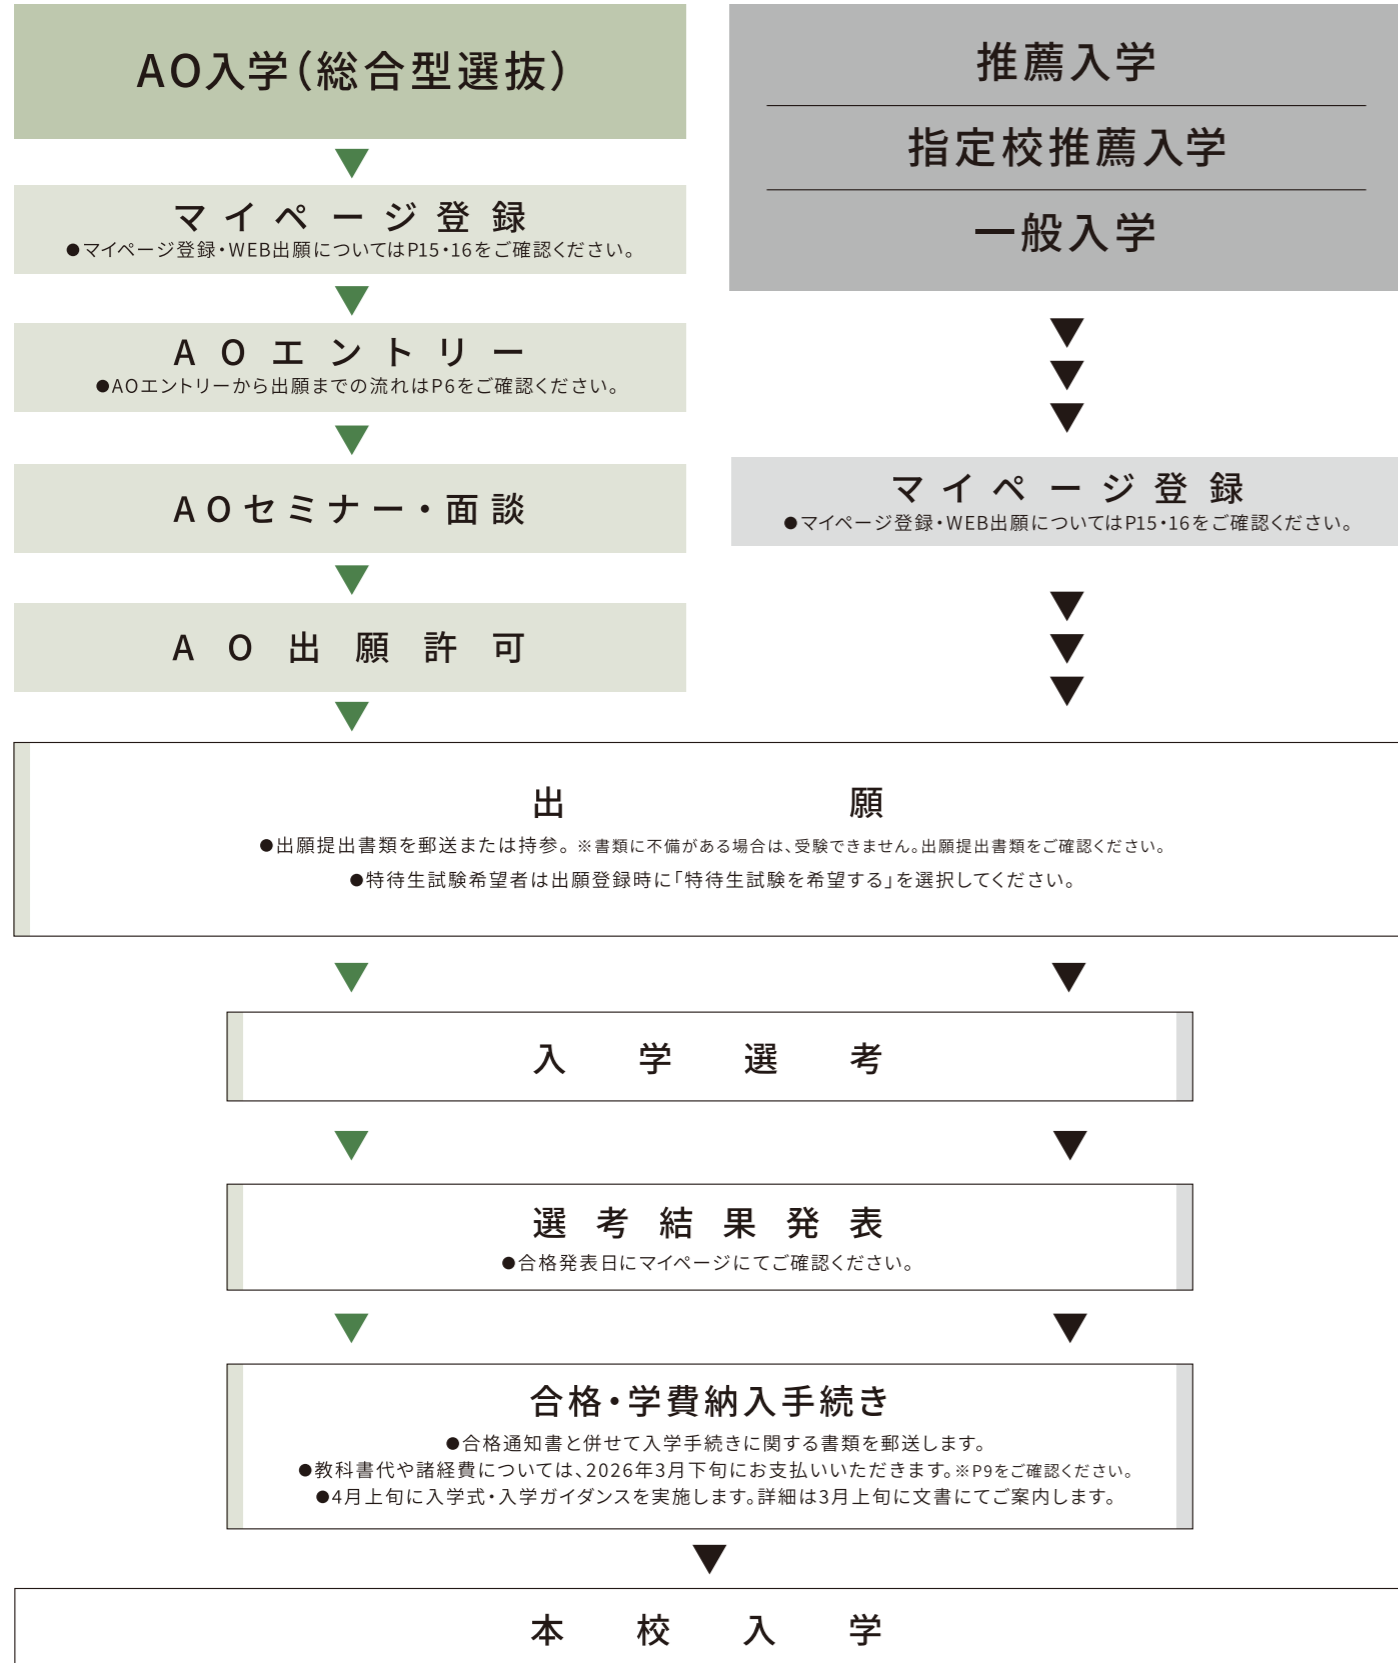 AO入学(総合型選抜)
▼
マイページ登録
●マイページ登録・WEB出願についてはP15・16をご確認ください。
▼
AOエントリー
●AOエントリーから出願までの流れはP6をご確認ください。
▼
AOセミナー・面談
▼
AO出願許可
▼
推薦入学
指定校推薦入学
一般入学
▼
▼
▼
マイページ登録
●マイページ登録・WEB出願についてはP15・16をご確認ください。
▼
▼
▼
出願
●出願提出書類を郵送または持参。※書類に不備がある場合は、受験できません。出願提出書類をご確認ください。
●特待生試験希望者は出願登録時に「特待生試験を希望する」を選択してください。
▼ ▼
入学選考
▼ ▼
選考結果発表
●合格発表日にマイページにてご確認ください。
▼ ▼
合格・学費納入手続き
●合格通知書と併せて入学手続きに関する書類を郵送します。
●教科書代や諸経費については、2026年3月下旬にお支払いいただきます。※P9をご確認ください。
●4月上旬に入学式・入学ガイダンスを実施します。詳細は3月上旬に文書にてご案内します。
▼
本校入学